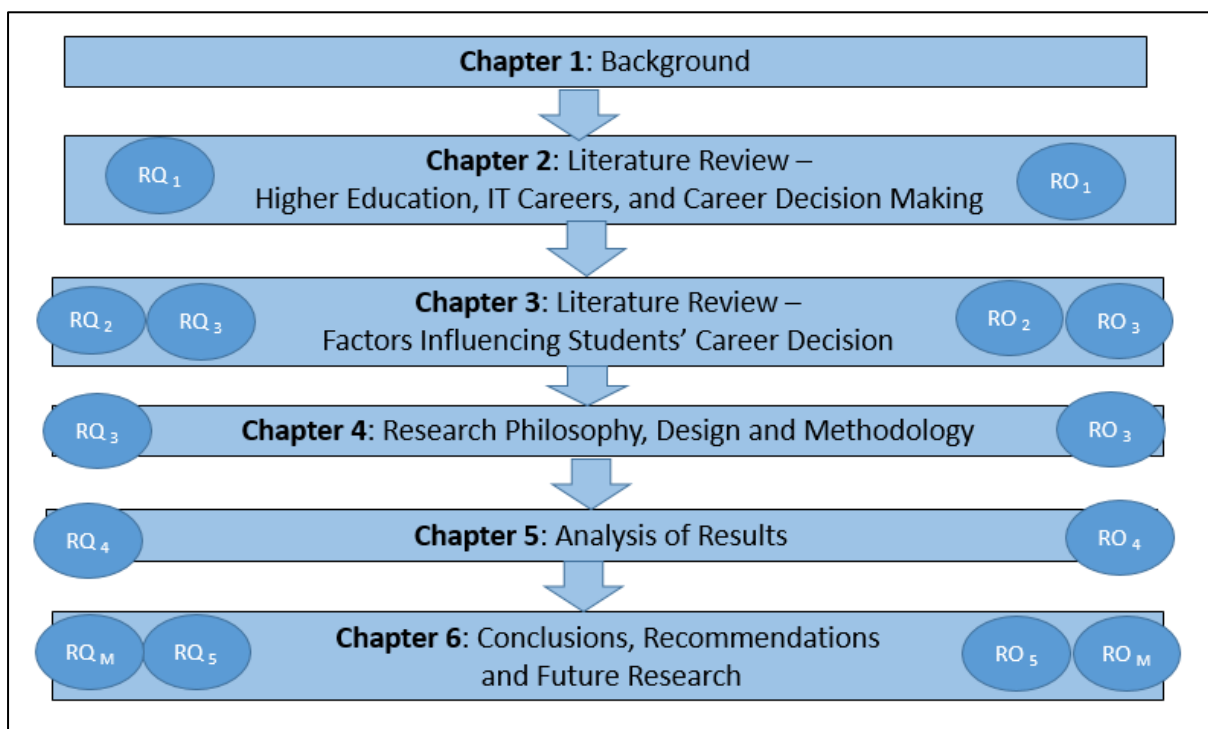 Chapter 1: Background
RQ 1
Chapter 2: Literature Review –
Higher Education, IT Careers, and Career Decision Making
RO 1
RQ 2
RQ 3
Chapter 3: Literature Review –
Factors Influencing Students’ Career Decision
RO 2
RO 3
RQ 3
Chapter 4: Research Philosophy, Design and Methodology
RO 3
RQ 4
Chapter 5: Analysis of Results
RO 4
RQ M
RQ 5
Chapter 6: Conclusions, Recommendations
and Future Research
RO 5
RO M